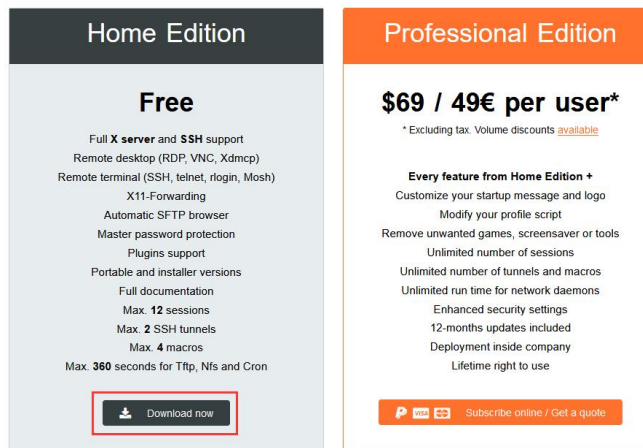 Home Edition
Free
Full X server and SSH support
Remote desktop (RDP, VNC, Xdmcp)
Remote terminal (SSH, telnet, rlogin, Mosh)
X11-Forwarding
Automatic SFTP browser
Master password protection
Plugins support
Portable and installer versions
Full documentation
Max. 12 sessions
Max. 2 SSH tunnels
Max. 4 macros
Max. 360 seconds for Tftp, Nfs and Cron
Download now
Professional Edition
$69 / 49€ per user*
* Excluding tax. Volume discounts available
Every feature from Home Edition +
Customize your startup message and logo
Modify your profile script
Remove unwanted games, screensaver or tools
Unlimited number of sessions
Unlimited number of tunnels and macros
Unlimited run time for network daemons
Enhanced security settings
12-months updates included
Deployment inside company
Lifetime right to use
VISA Subscribe online / Get a quote